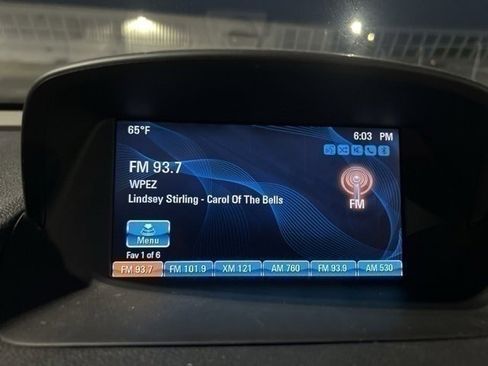 65°F
6:03 PM
FM 93.7
WPEZ
Lindsey Stirling - Carol Of The Bells
FM
Menu
Fav 1 of 6
FM 93.7 FM 101.9 XM 121 AM 760 FM 93.9 AM 530